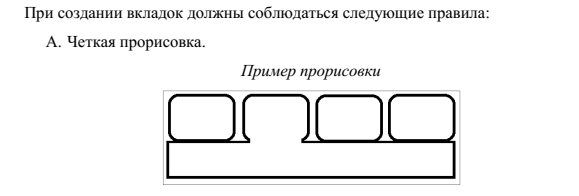 При создании вкладок должны соблюдаться следующие правила:
А. Четкая прорисовка.
Пример прорисовки